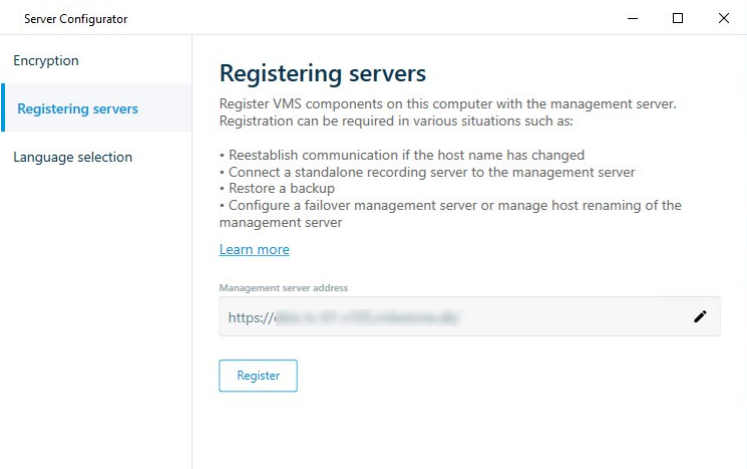 Server Configurator
Encryption
Registering servers
Language selection
Registering servers
Register VMS components on this computer with the management server.
Registration can be required in various situations such as:
• Reestablish communication if the host name has changed
• Connect a standalone recording server to the management server
• Restore a backup
• Configure a failover management server or manage host renaming of the
management server
Learn more
Management server address
https://
Register